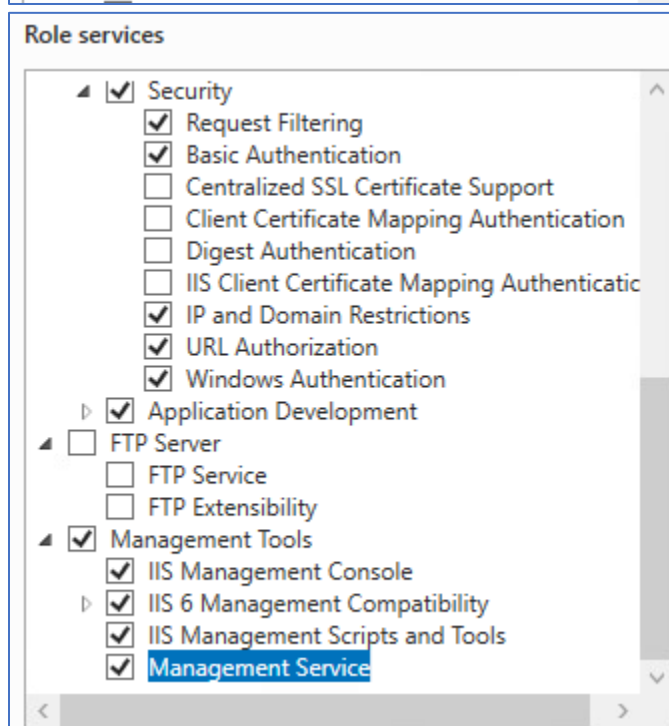 Role services
Security
Request Filtering
Basic Authentication
Centralized SSL Certificate Support
Client Certificate Mapping Authentication
Digest Authentication
IIS Client Certificate Mapping Authenticatic
IP and Domain Restrictions
URL Authorization
Windows Authentication
Application Development
FTP Server
FTP Service
FTP Extensibility
Management Tools
IIS Management Console
IIS 6 Management Compatibility
IIS Management Scripts and Tools
Management Service